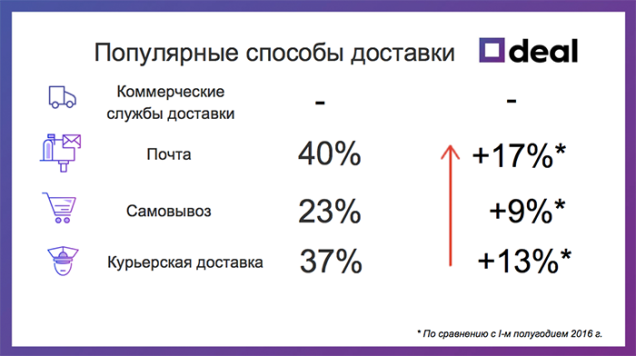 Популярные способы доставки deal
Коммерческие
службы доставки - -
Почта 40% +17%*
Самовывоз 23% +9%*
Курьерская доставка 37% +13%*
* По сравнению с I-м полугодием 2016 г.